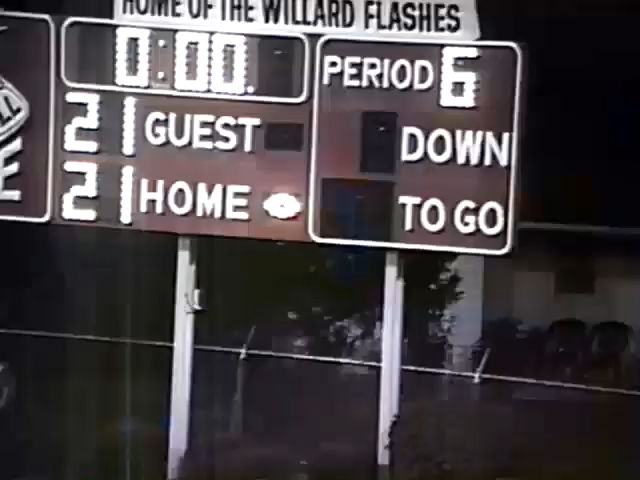 HOME OF THE WILLARD FLASHES
0:00. PERIOD 6
21 GUEST DOWN
21 HOME TO GO